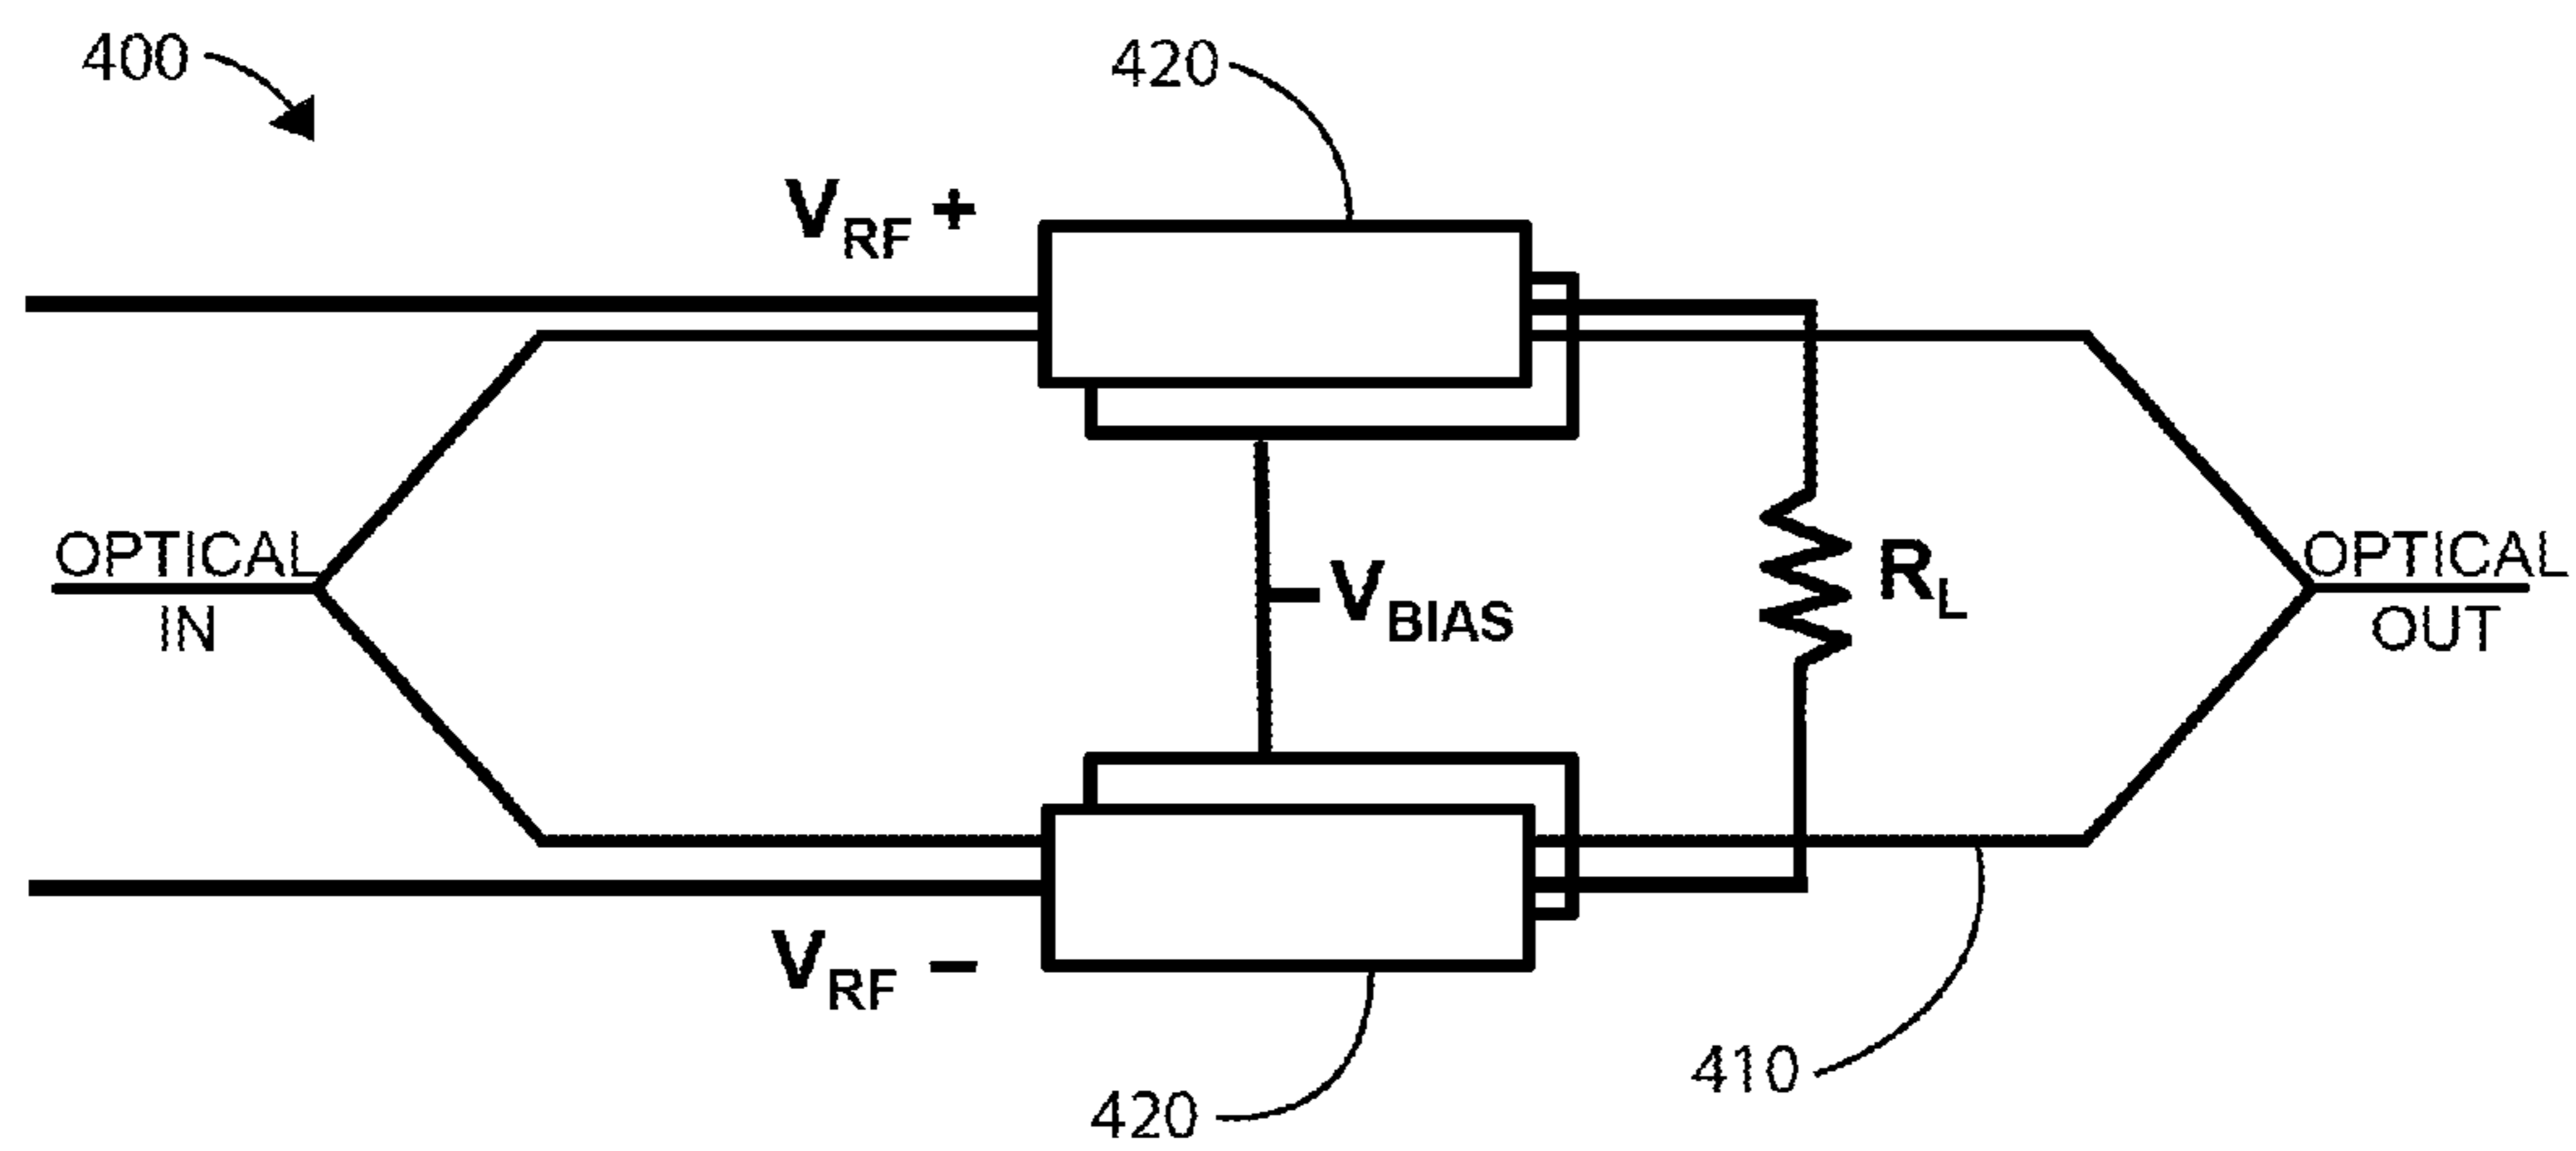 400
420
V_RF +
OPTICAL
IN
V_BIAS
R_L
OPTICAL
OUT
V_RF −
410
420